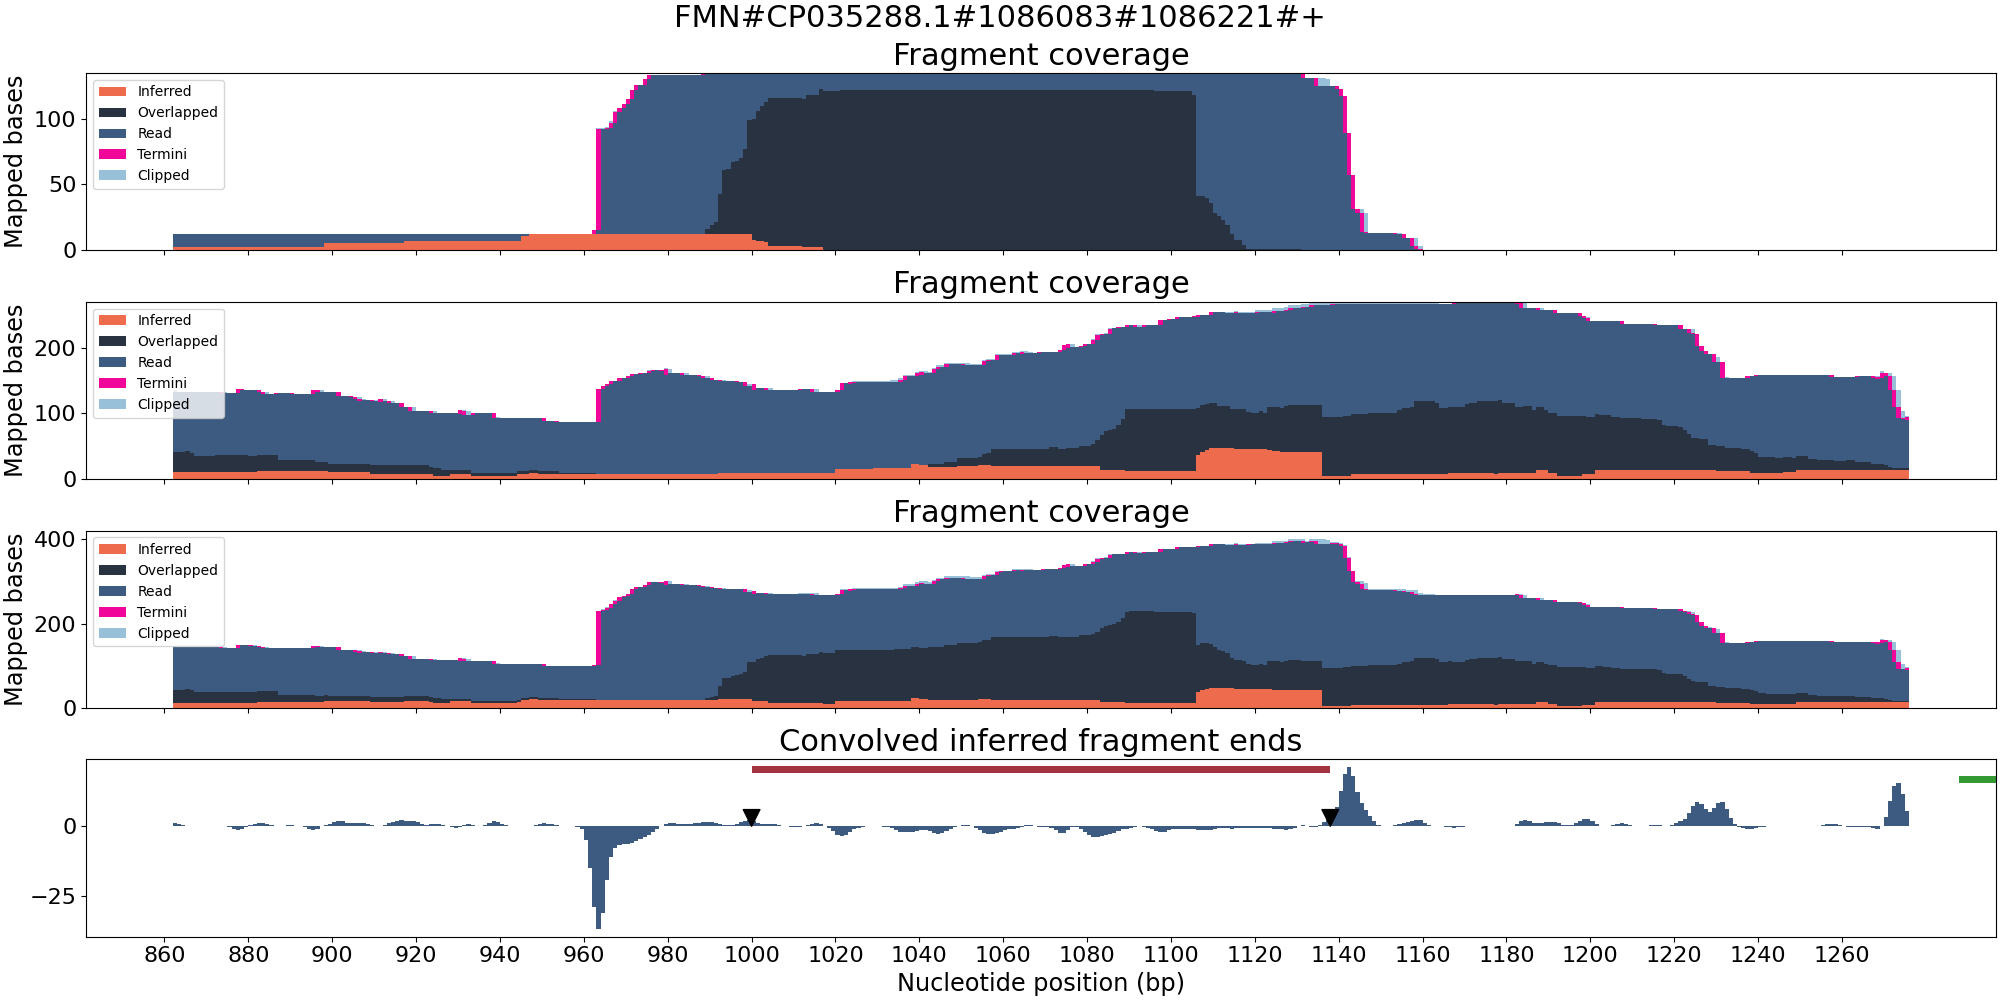 FMN#CP035288.1#1086083#1086221#+
Fragment coverage
Mapped bases
100
50
0
Inferred
Overlapped
Read
Termini
Clipped
Fragment coverage
Mapped bases
200
100
0
Inferred
Overlapped
Read
Termini
Clipped
Fragment coverage
Mapped bases
400
200
0
Inferred
Overlapped
Read
Termini
Clipped
Convolved inferred fragment ends
0
−25
860 880 900 920 940 960 980 1000 1020 1040 1060 1080 1100 1120 1140 1160 1180 1200 1220 1240 1260
Nucleotide position (bp)